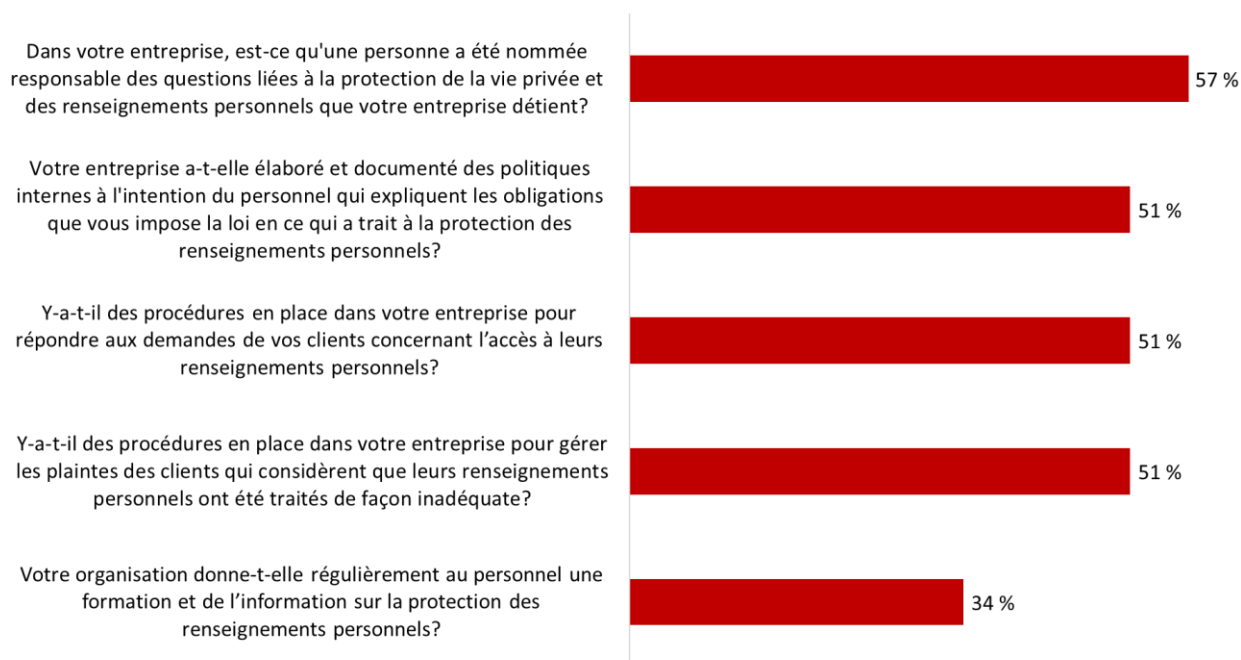 Dans votre entreprise, est-ce qu'une personne a été nommée
responsable des questions liées à la protection de la vie privée et
des renseignements personnels que votre entreprise détient?
57 %
Votre entreprise a-t-elle élaboré et documenté des politiques
internes à l'intention du personnel qui expliquent les obligations
que vous impose la loi en ce qui a trait à la protection des
renseignements personnels?
51 %
Y-a-t-il des procédures en place dans votre entreprise pour
répondre aux demandes de vos clients concernant l’accès à leurs
renseignements personnels?
51 %
Y-a-t-il des procédures en place dans votre entreprise pour gérer
les plaintes des clients qui considèrent que leurs renseignements
personnels ont été traités de façon inadéquate?
51 %
Votre organisation donne-t-elle régulièrement au personnel une
formation et de l’information sur la protection des
renseignements personnels?
34 %